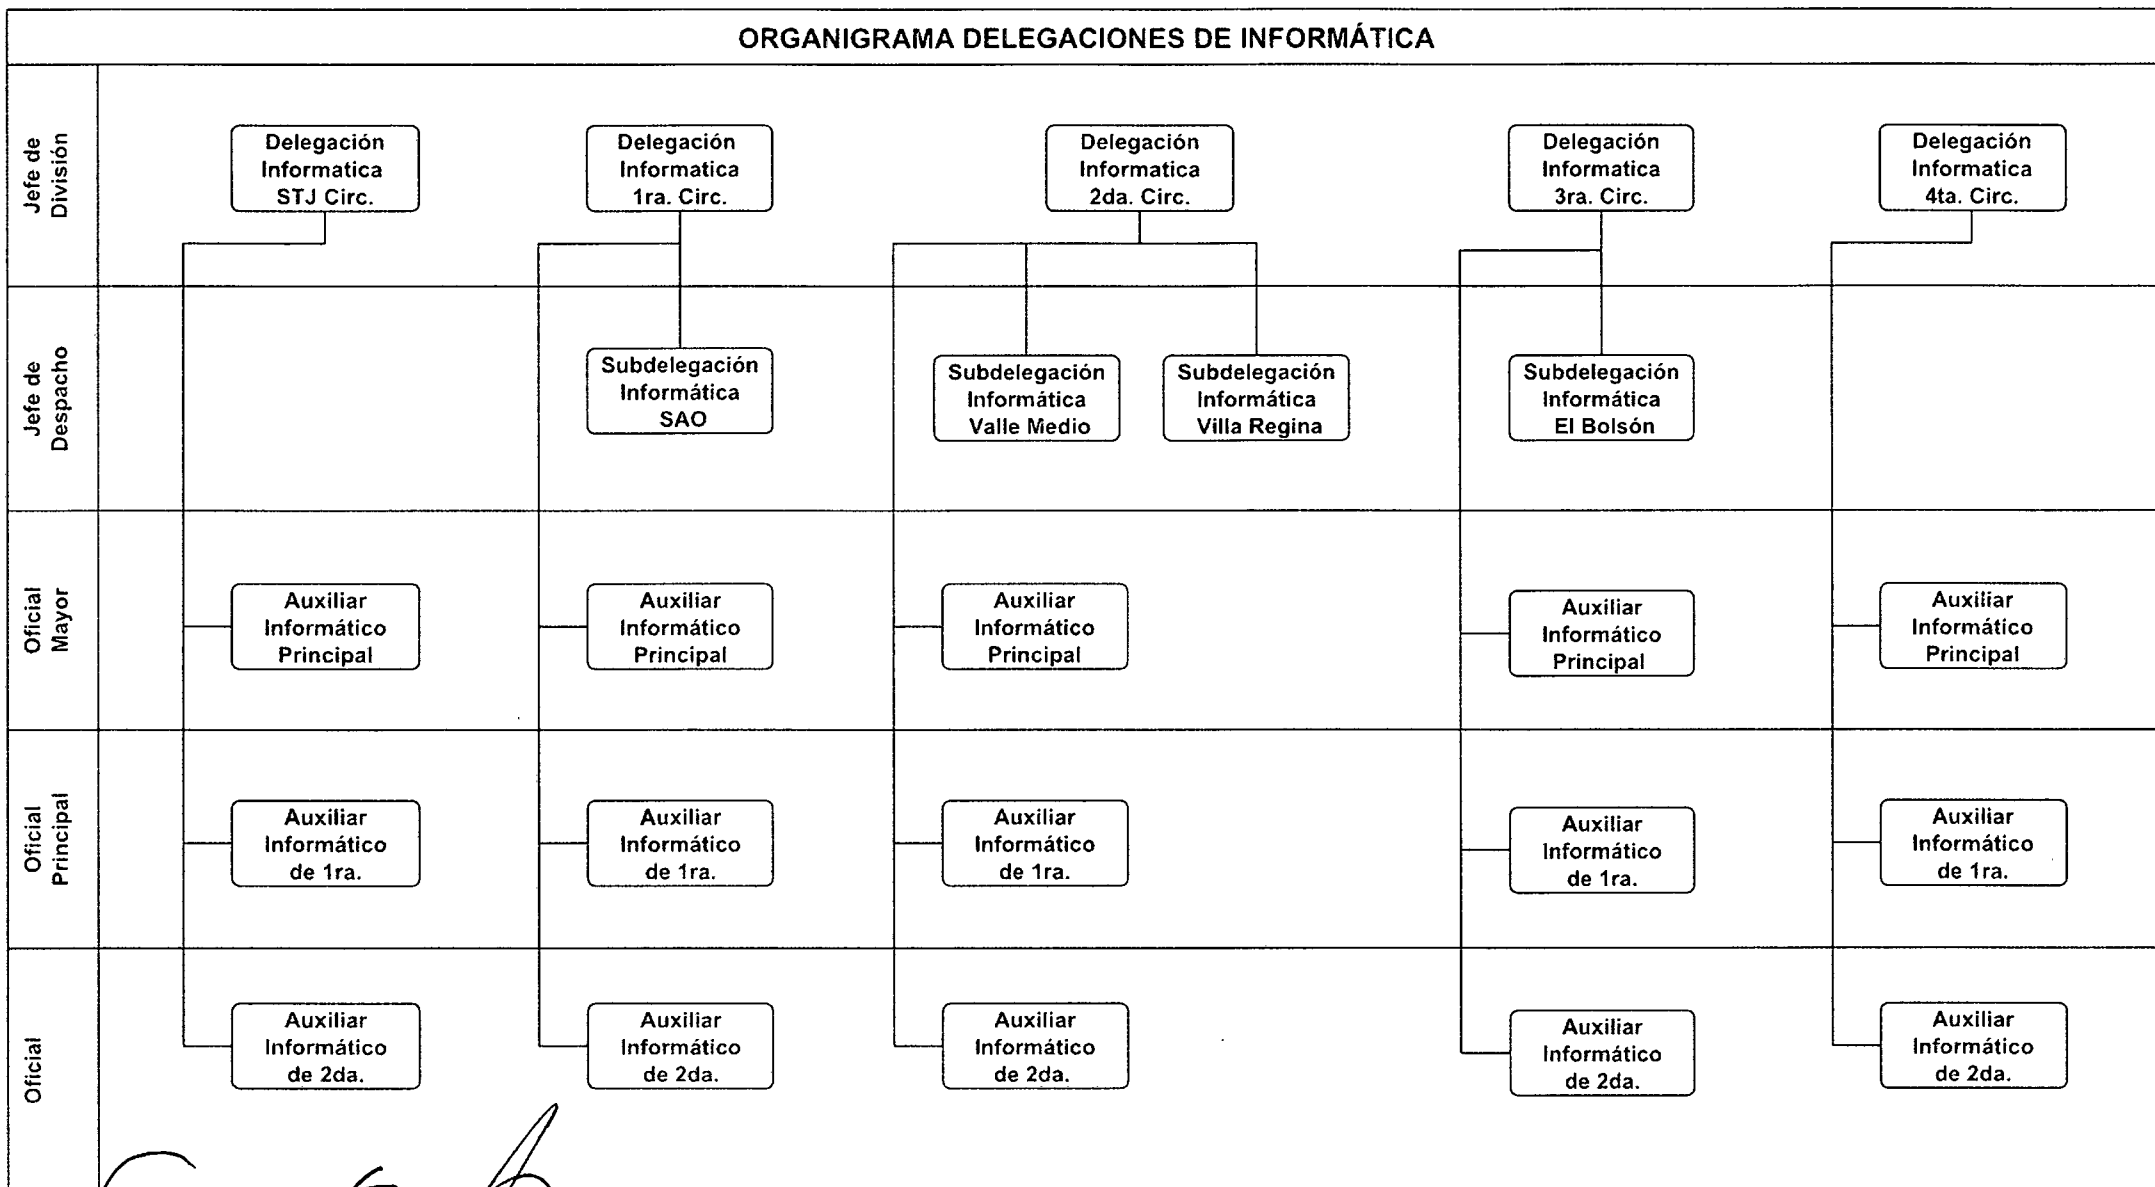 ORGANIGRAMA DELEGACIONES DE INFORMÁTICA
Jefe de
División
Delegación
Informatica
STJ Circ.
Delegación
Informatica
1ra. Circ.
Delegación
Informatica
2da. Circ.
Delegación
Informatica
3ra. Circ.
Delegación
Informatica
4ta. Circ.
Jefe de
Despacho
Subdelegación
Informática
SAO
Subdelegación
Informática
Valle Medio
Subdelegación
Informática
Villa Regina
Subdelegación
Informática
El Bolsón
Oficial
Mayor
Auxiliar
Informático
Principal
Auxiliar
Informático
Principal
Auxiliar
Informático
Principal
Auxiliar
Informático
Principal
Auxiliar
Informático
Principal
Oficial
Principal
Auxiliar
Informático
de 1ra.
Auxiliar
Informático
de 1ra.
Auxiliar
Informático
de 1ra.
Auxiliar
Informático
de 1ra.
Auxiliar
Informático
de 1ra.
Oficial
Auxiliar
Informático
de 2da.
Auxiliar
Informático
de 2da.
Auxiliar
Informático
de 2da.
Auxiliar
Informático
de 2da.
Auxiliar
Informático
de 2da.